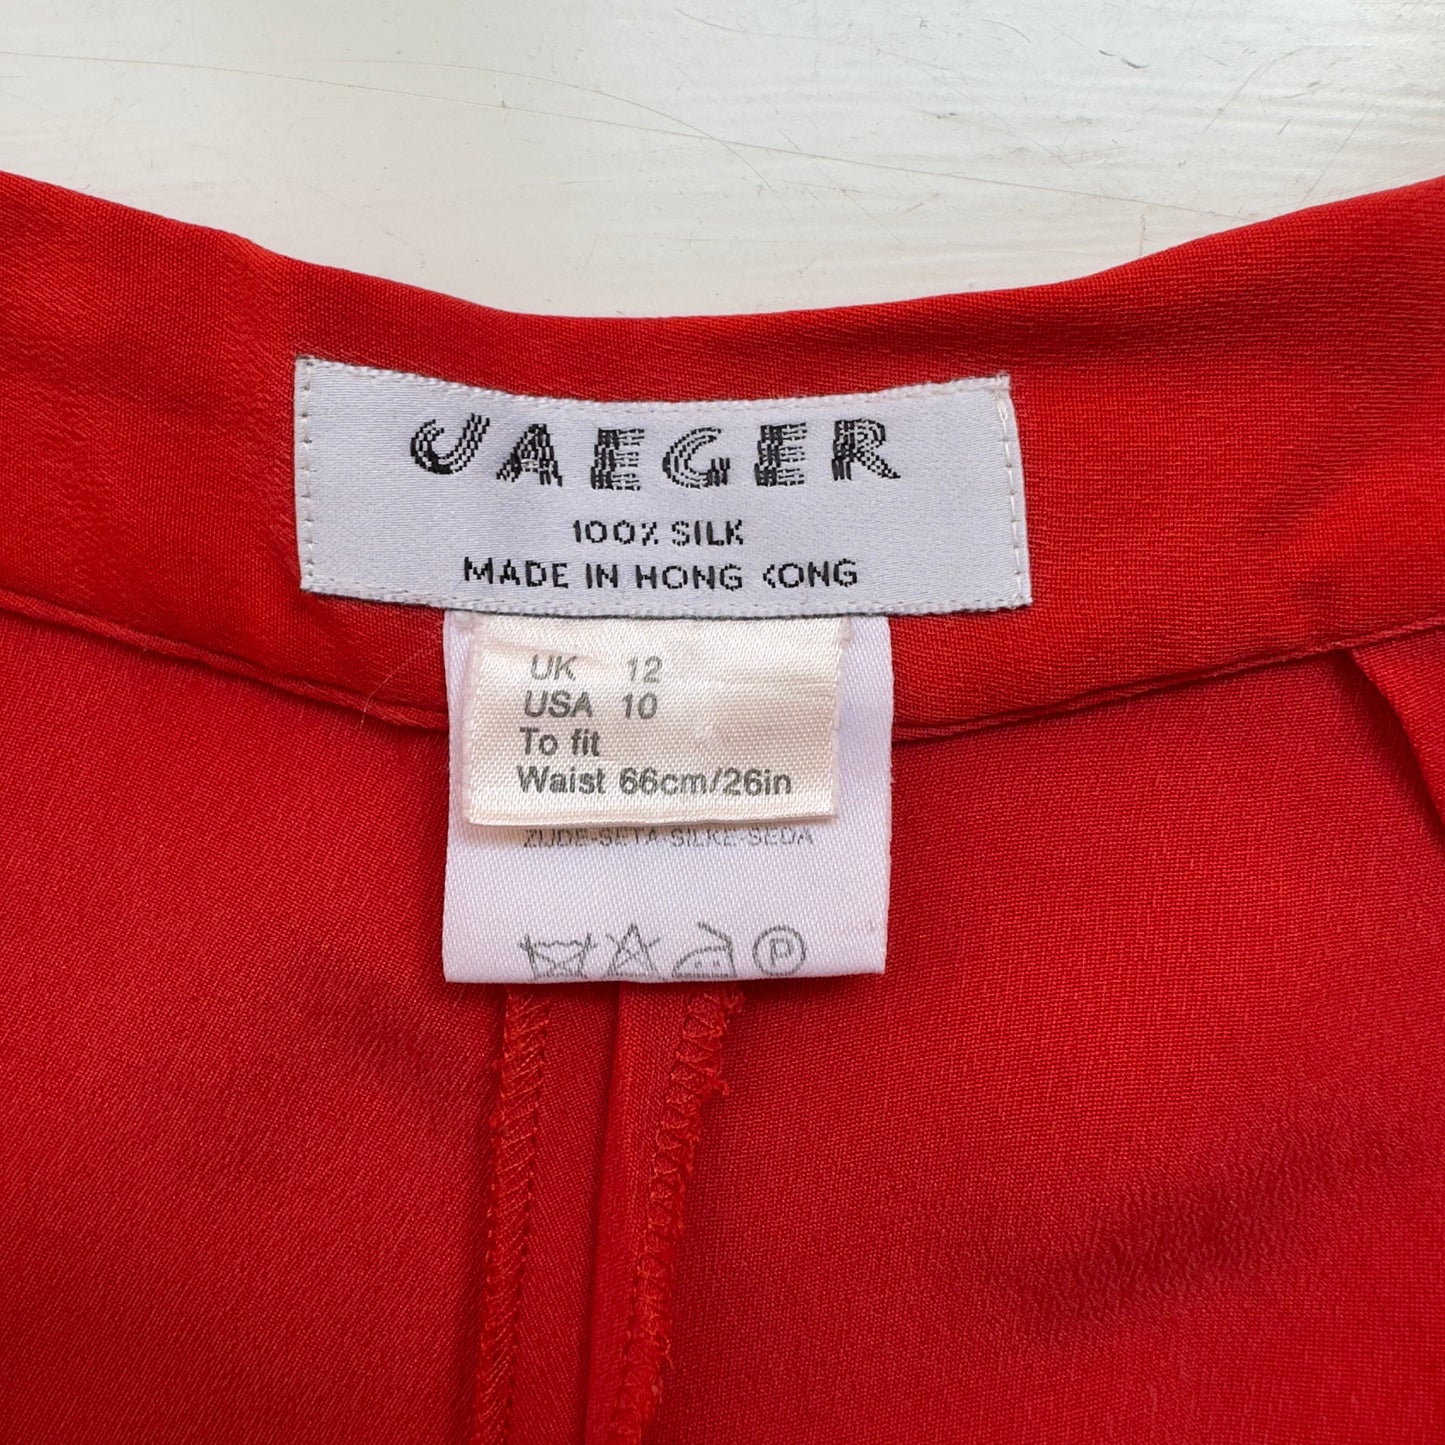 JAEGER
100% SILK
MADE IN HONG KONG
UK 12
USA 10
To fit
Waist 66cm/26in
ZIJDE-SETA-SILKE-SEDA
P